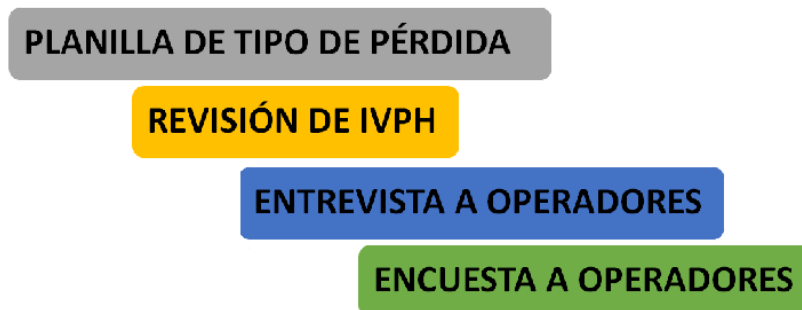 PLANILLA DE TIPO DE PÉRDIDA
REVISIÓN DE IVPH
ENTREVISTA A OPERADORES
ENCUESTA A OPERADORES